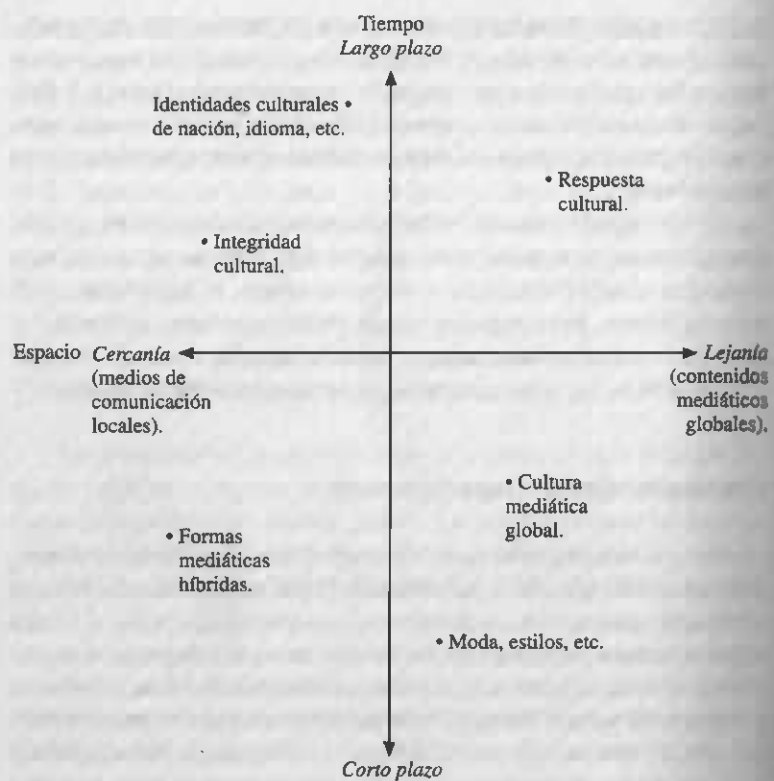 Tiempo
Largo plazo
Identidades culturales •
de nación, idioma, etc.
• Respuesta
cultural.
• Integridad
cultural.
Espacio Cercanía
(medios de
comunicación
locales).
Lejanía
(contenidos
mediáticos
globales).
• Cultura
mediática
global.
• Formas
mediáticas
híbridas.
• Moda, estilos, etc.
Corto plazo